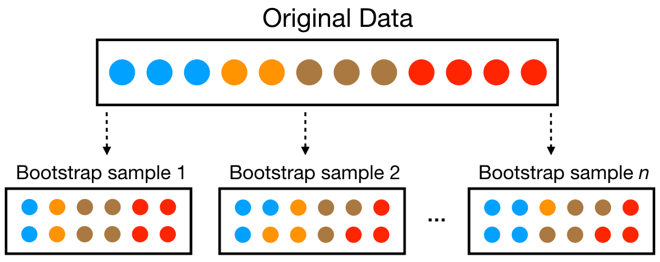 Original Data
Bootstrap sample 1
Bootstrap sample 2
...
Bootstrap sample n